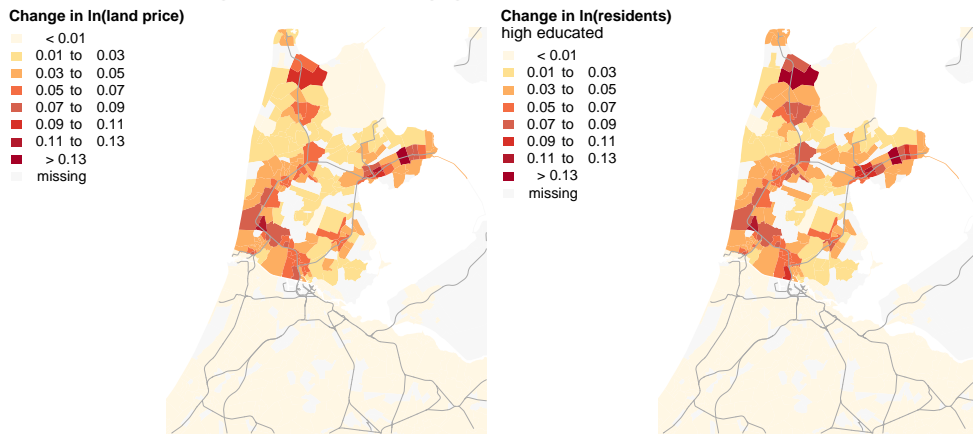 Change in ln(land price)
< 0.01
0.01 to 0.03
0.03 to 0.05
0.05 to 0.07
0.07 to 0.09
0.09 to 0.11
0.11 to 0.13
> 0.13
missing
Change in ln(residents)
high educated
< 0.01
0.01 to 0.03
0.03 to 0.05
0.05 to 0.07
0.07 to 0.09
0.09 to 0.11
0.11 to 0.13
> 0.13
missing